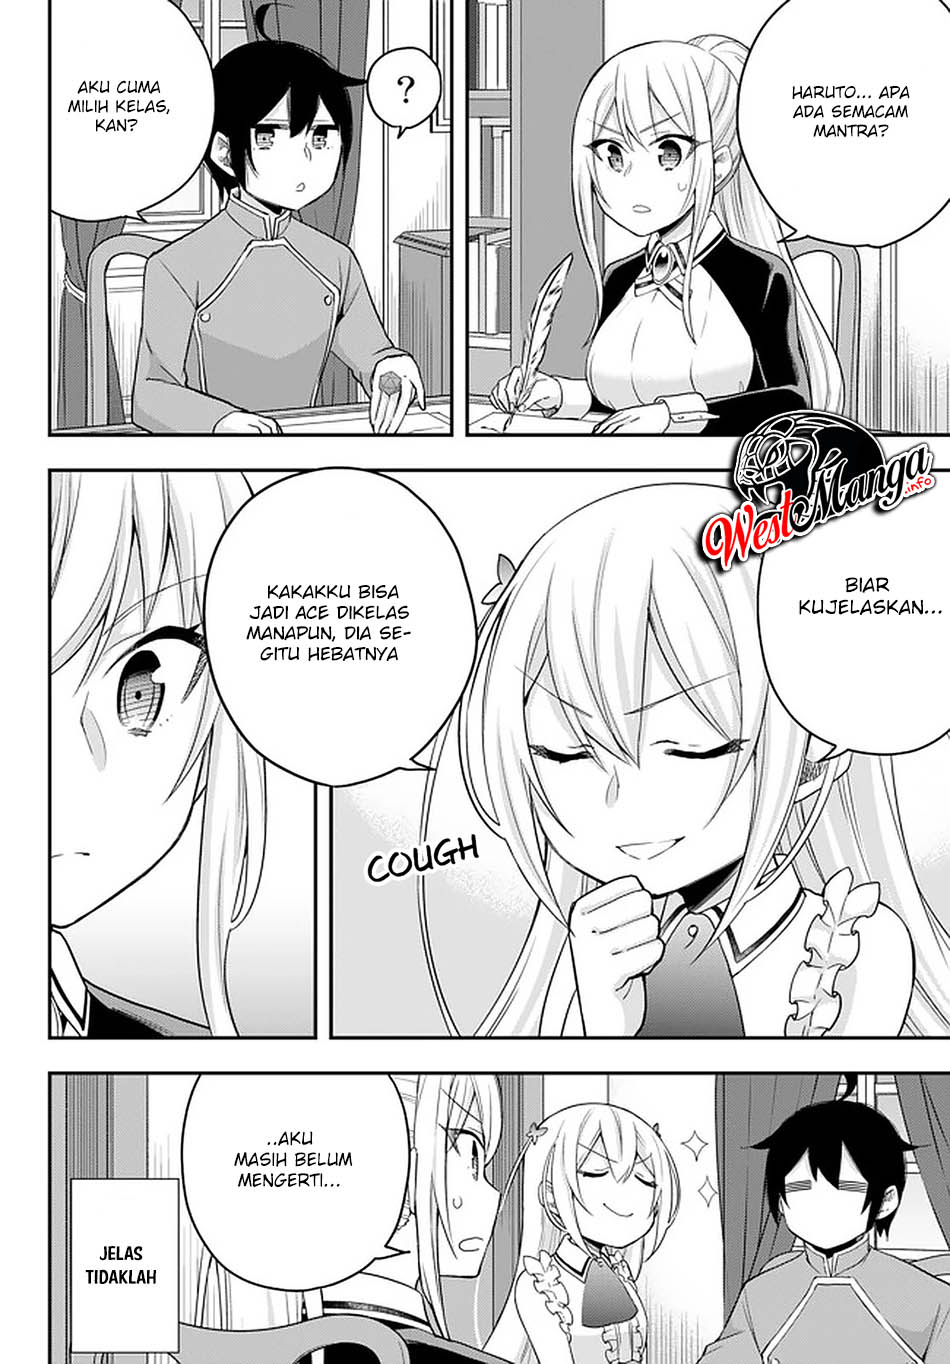 HARUTO... APA
ADA SEMACAM
MANTRA?
?
AKU CUMA
MILIH KELAS,
KAN?
WestManga
.info
BIAR
KUJELASKAN...
KAKAKKU BISA
JADI ACE DIKELAS
MANAPUN, DIA SE-
GITU HEBATNYA
COUGH
..AKU
MASIH BELUM
MENGERTI...
JELAS
TIDAKLAH